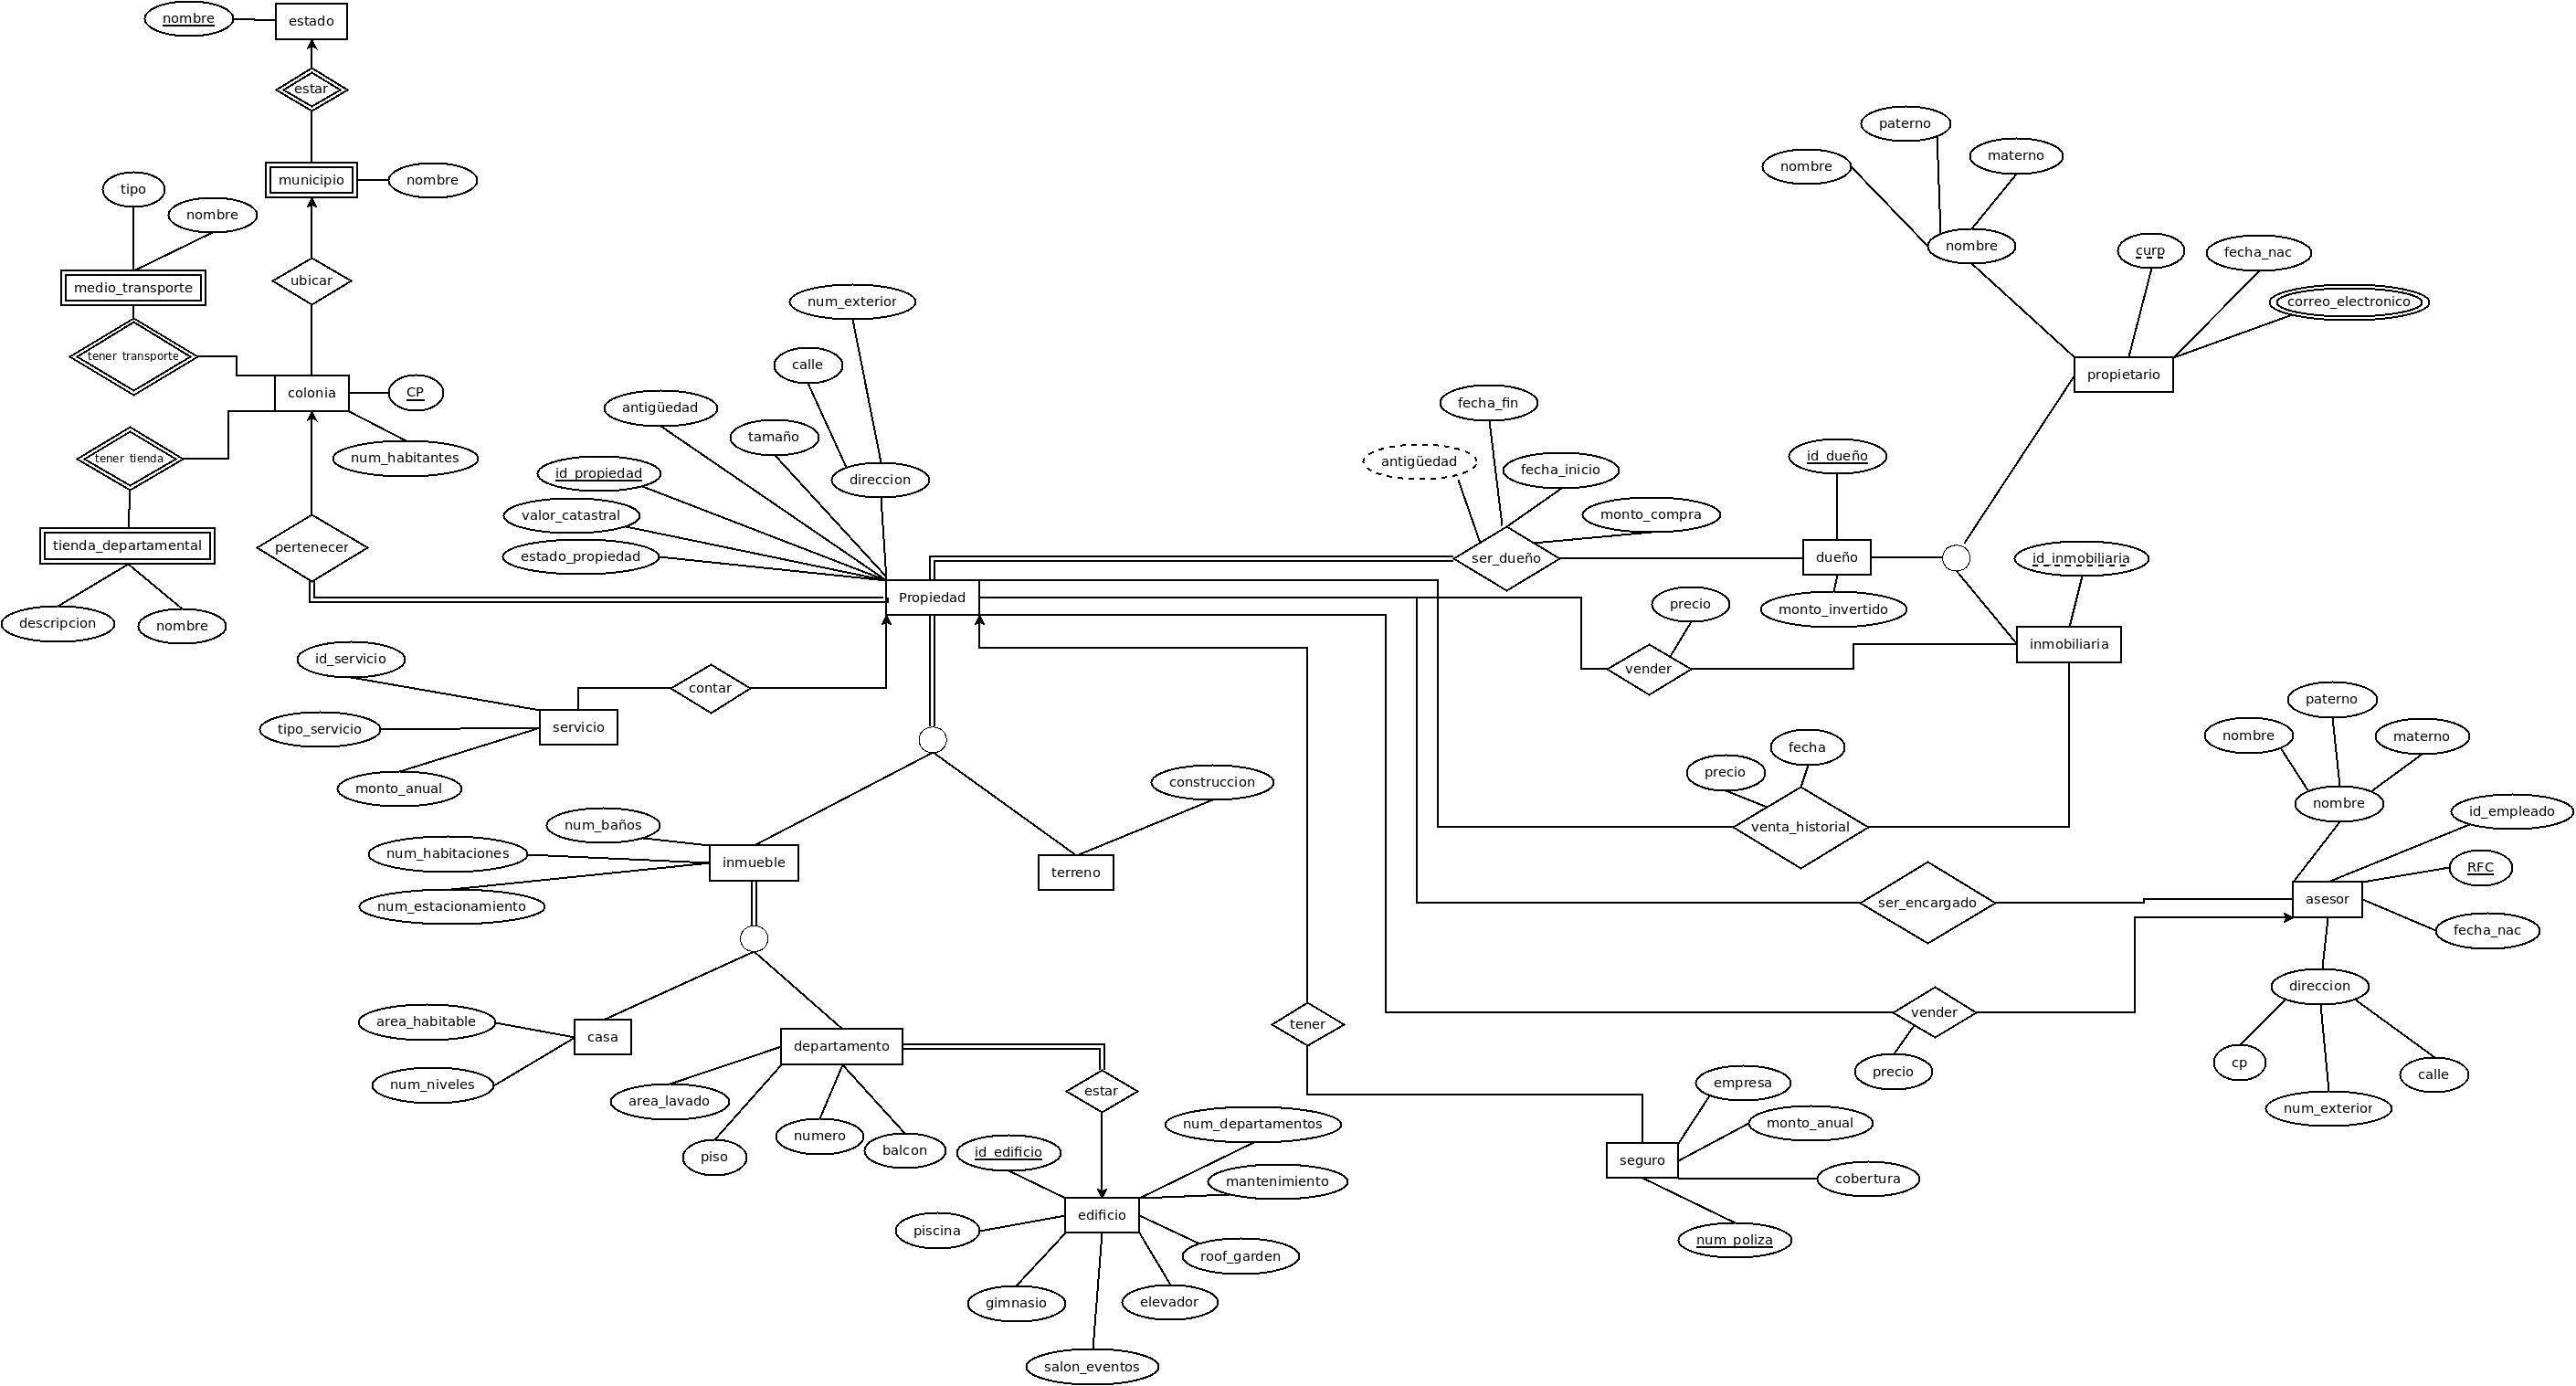 nombre
estado
estar
municipio
nombre
tipo
nombre
medio_transporte
ubicar
tener transporte
colonia
CP
num_habitantes
tener tienda
tienda_departamental
descripcion
nombre
pertenecer
num_exterior
calle
antigüedad
tamaño
id_propiedad
direccion
valor_catastral
estado_propiedad
Propiedad
id_servicio
contar
tipo_servicio
servicio
monto_anual
construccion
num_baños
num_habitaciones
inmueble
num_estacionamiento
terreno
area_habitable
casa
num_niveles
departamento
area_lavado
piso
numero
balcon
estar
id_edificio
num_departamentos
mantenimiento
edificio
piscina
roof_garden
gimnasio
elevador
salon_eventos
paterno
nombre
materno
nombre
curp
fecha_nac
correo_electronico
propietario
fecha_fin
antigüedad
fecha_inicio
monto_compra
ser_dueño
id_dueño
dueño
monto_invertido
id_inmobiliaria
inmobiliaria
precio
vender
fecha
precio
venta_historial
paterno
nombre
materno
nombre
id_empleado
RFC
asesor
fecha_nac
ser_encargado
direccion
cp
calle
num_exterior
vender
precio
tener
empresa
monto_anual
seguro
cobertura
num_poliza